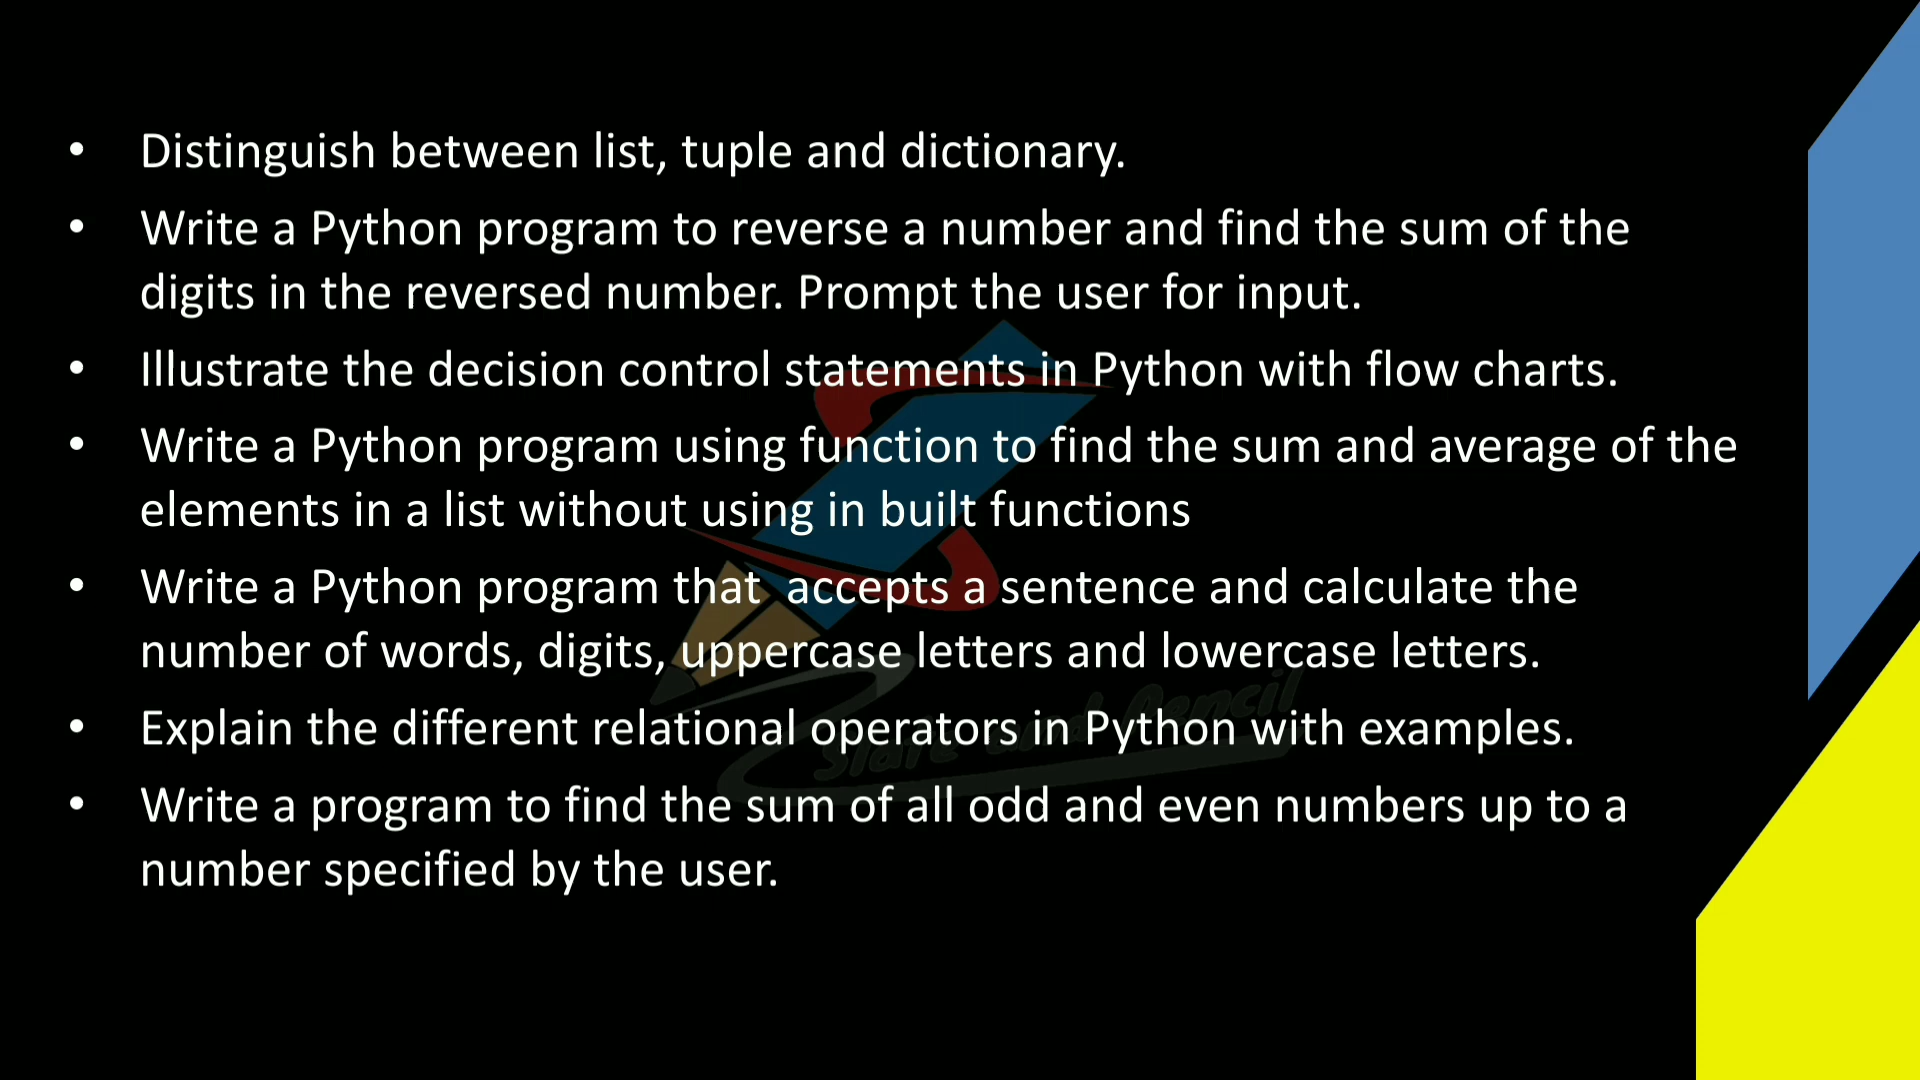 • Distinguish between list, tuple and dictionary.
• Write a Python program to reverse a number and find the sum of the
digits in the reversed number. Prompt the user for input.
• Illustrate the decision control statements in Python with flow charts.
• Write a Python program using function to find the sum and average of the
elements in a list without using in built functions
• Write a Python program that  accepts a sentence and calculate the
number of words, digits, uppercase letters and lowercase letters.
• Explain the different relational operators in Python with examples.
Slate and Pencil
• Write a program to find the sum of all odd and even numbers up to a
number specified by the user.